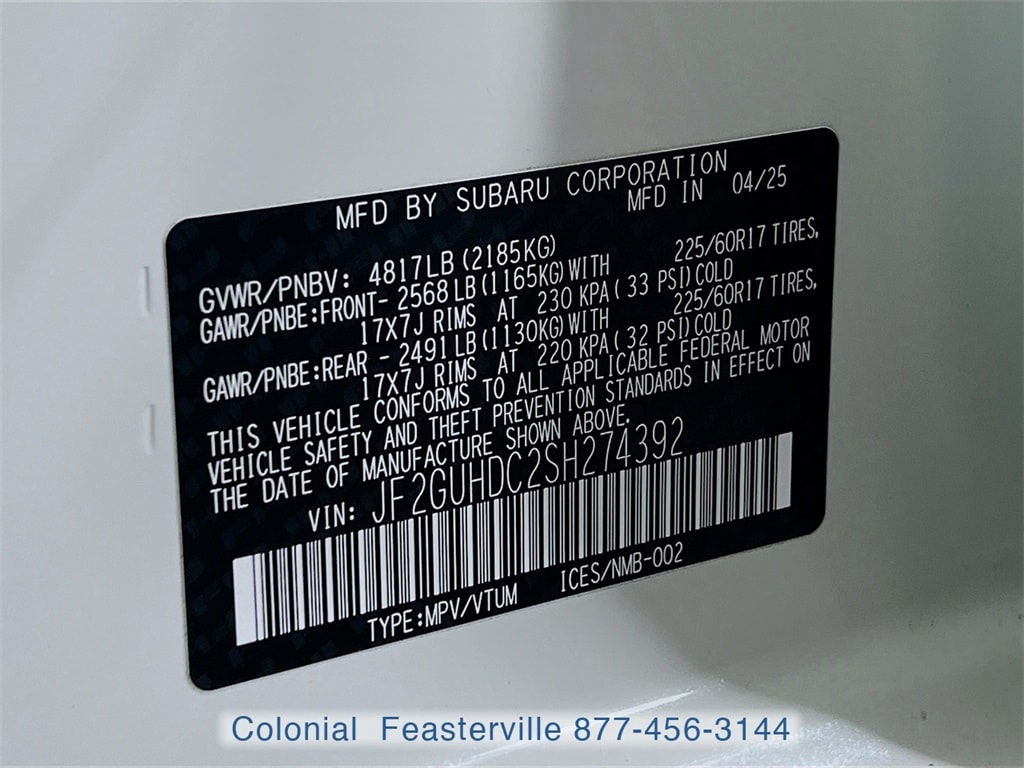 MFD BY SUBARU CORPORATION
MFD IN 04/25
GVWR/PNBV: 4817LB (2185KG)
GAWR/PNBE:FRONT- 2568LB (1165KG) WITH 225/60R17 TIRES,
17X7J RIMS AT 230 KPA ( 33 PSI) COLD
GAWR/PNBE:REAR - 2491LB (1130KG) WITH 225/60R17 TIRES,
17X7J RIMS AT 220 KPA ( 32 PSI) COLD
THIS VEHICLE CONFORMS TO ALL APPLICABLE FEDERAL MOTOR
VEHICLE SAFETY AND THEFT PREVENTION STANDARDS IN EFFECT ON
THE DATE OF MANUFACTURE SHOWN ABOVE.
VIN: JF2GUHDC2SH274392
TYPE:MPV/VTUM ICES/NMB-002
Colonial Feasterville 877-456-3144